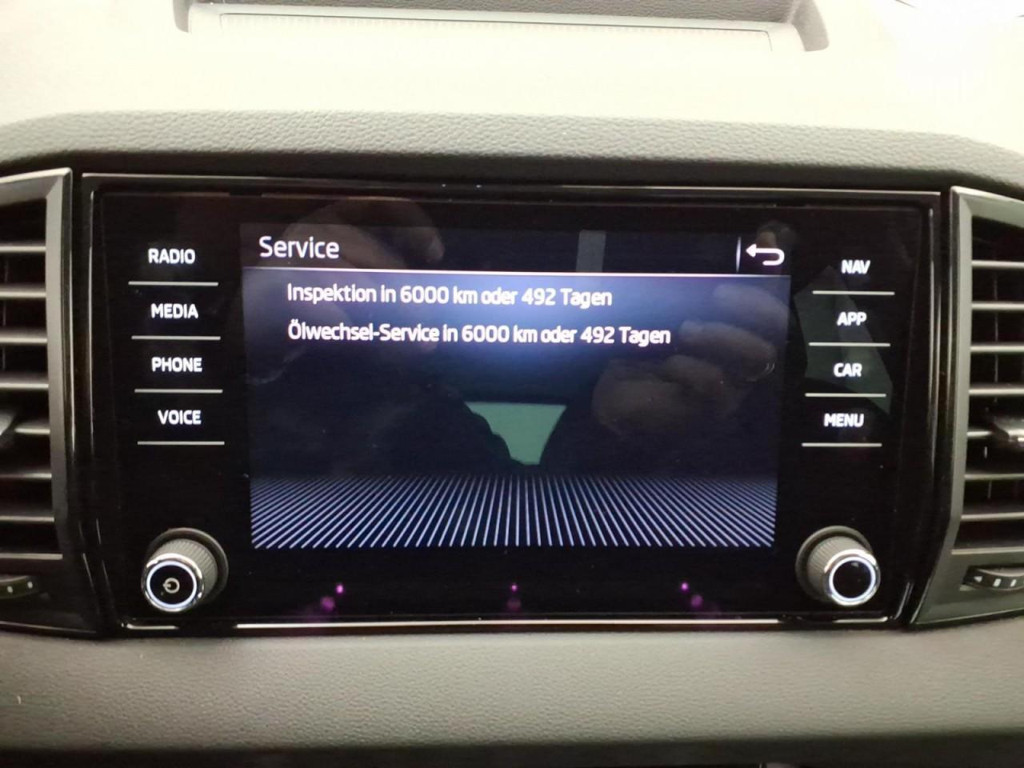 Service
Inspektion in 6000 km oder 492 Tagen
Ölwechsel-Service in 6000 km oder 492 Tagen
RADIO
MEDIA
PHONE
VOICE
NAV
APP
CAR
MENU